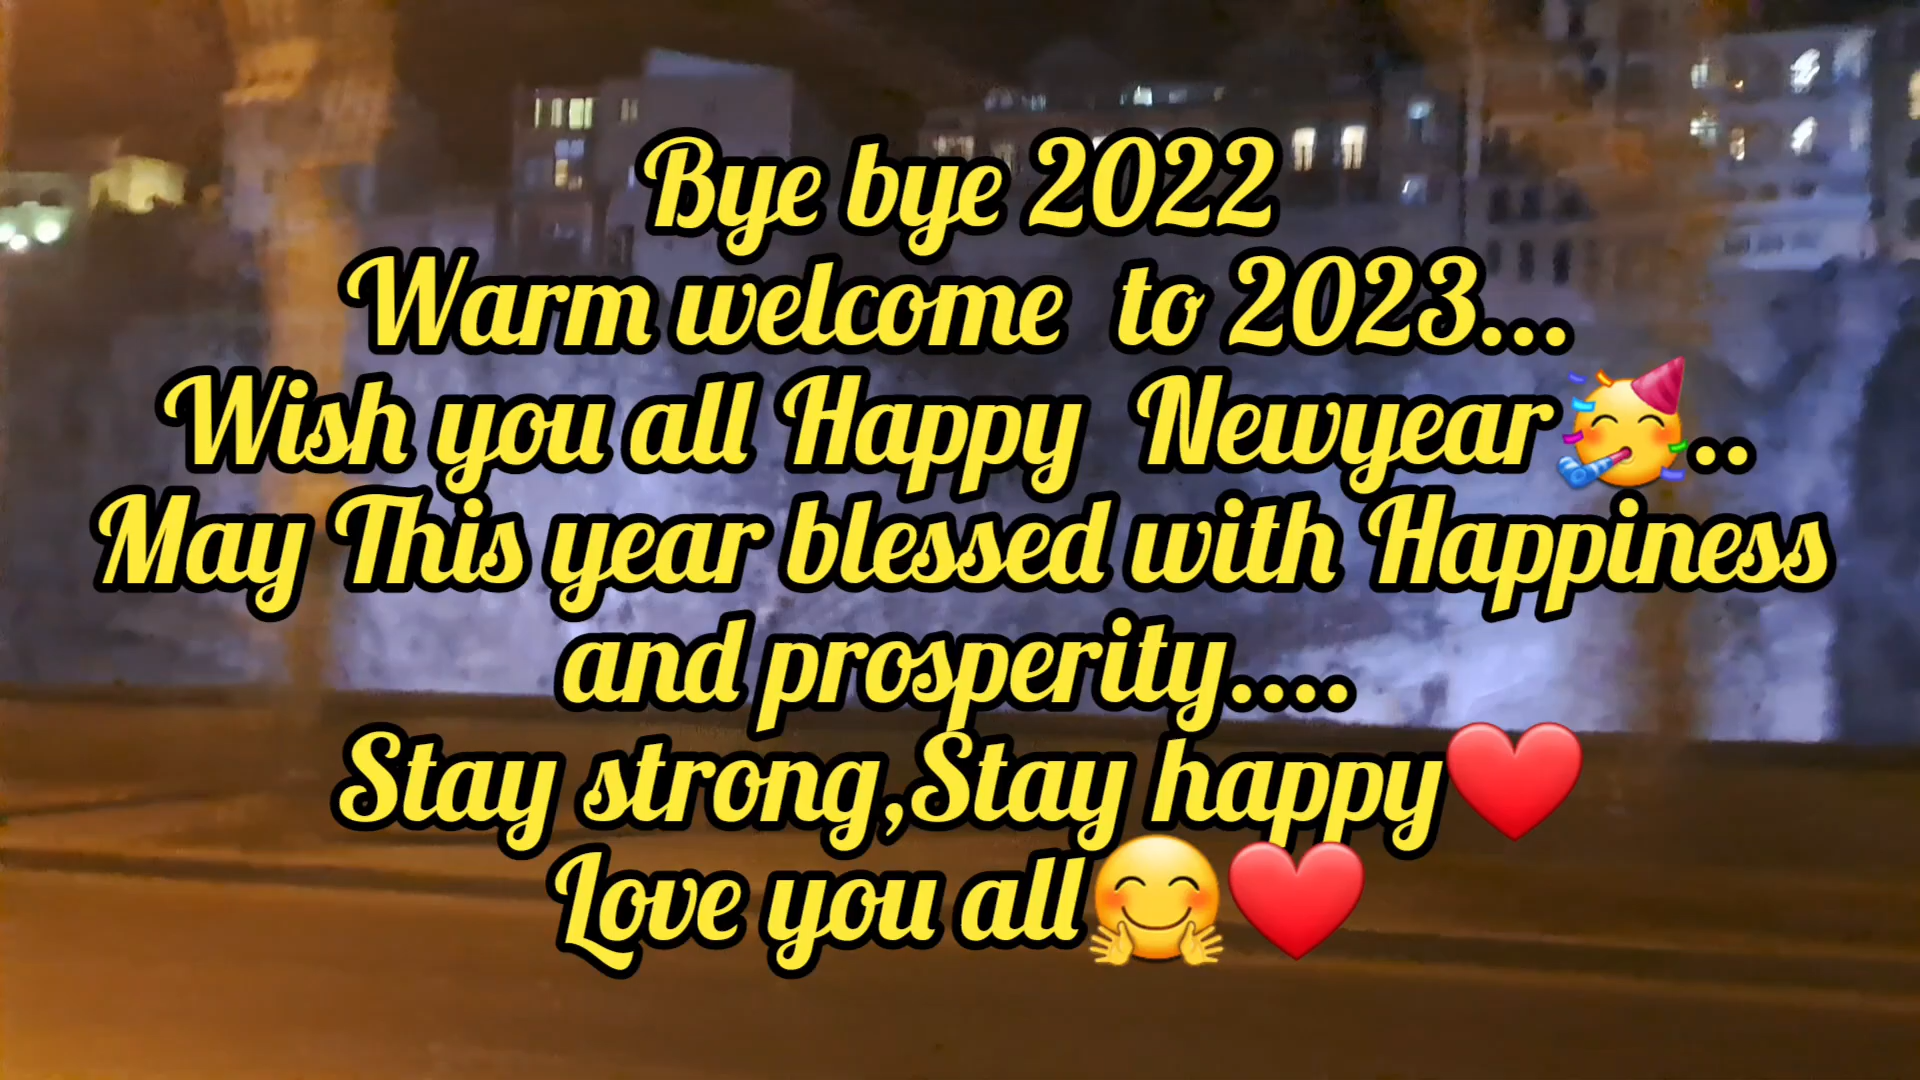 Bye bye 2022
Warm welcome  to 2023...
Wish you all Happy  Newyear🥳..
May This year blessed with Happiness
and prosperity....
Stay strong,Stay happy❤️
Love you all🤗❤️